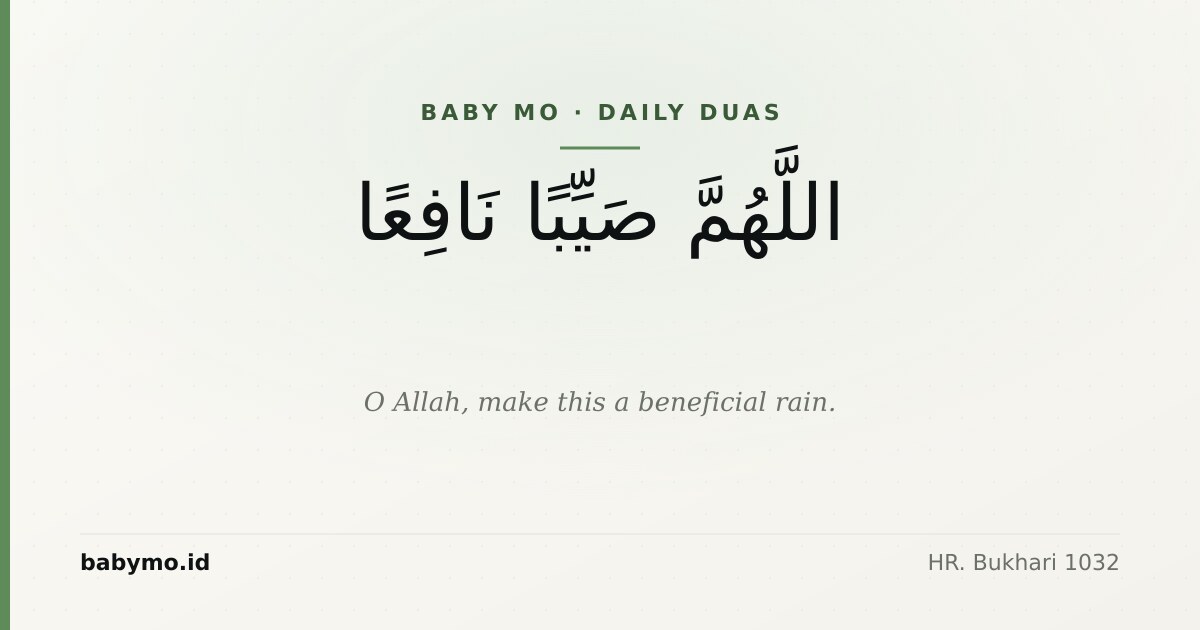 BABY MO · DAILY DUAS
اللَّهُمَّ صَيِّبًا نَافِعًا
O Allah, make this a beneficial rain.
babymo.id
HR. Bukhari 1032